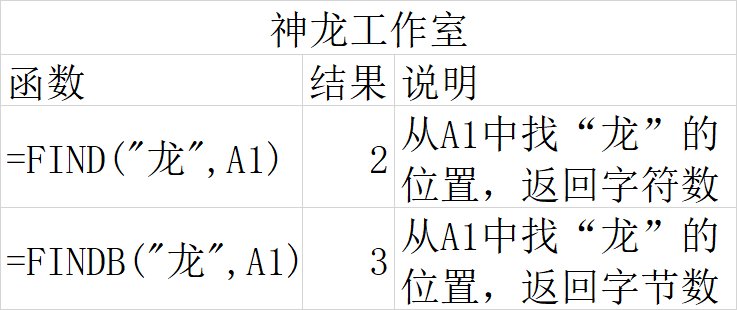 神龙工作室
函数 结果 说明
=FIND("龙",A1) 2 从A1中找“龙”的
位置，返回字符数
=FINDB("龙",A1) 3 从A1中找“龙”的
位置，返回字节数